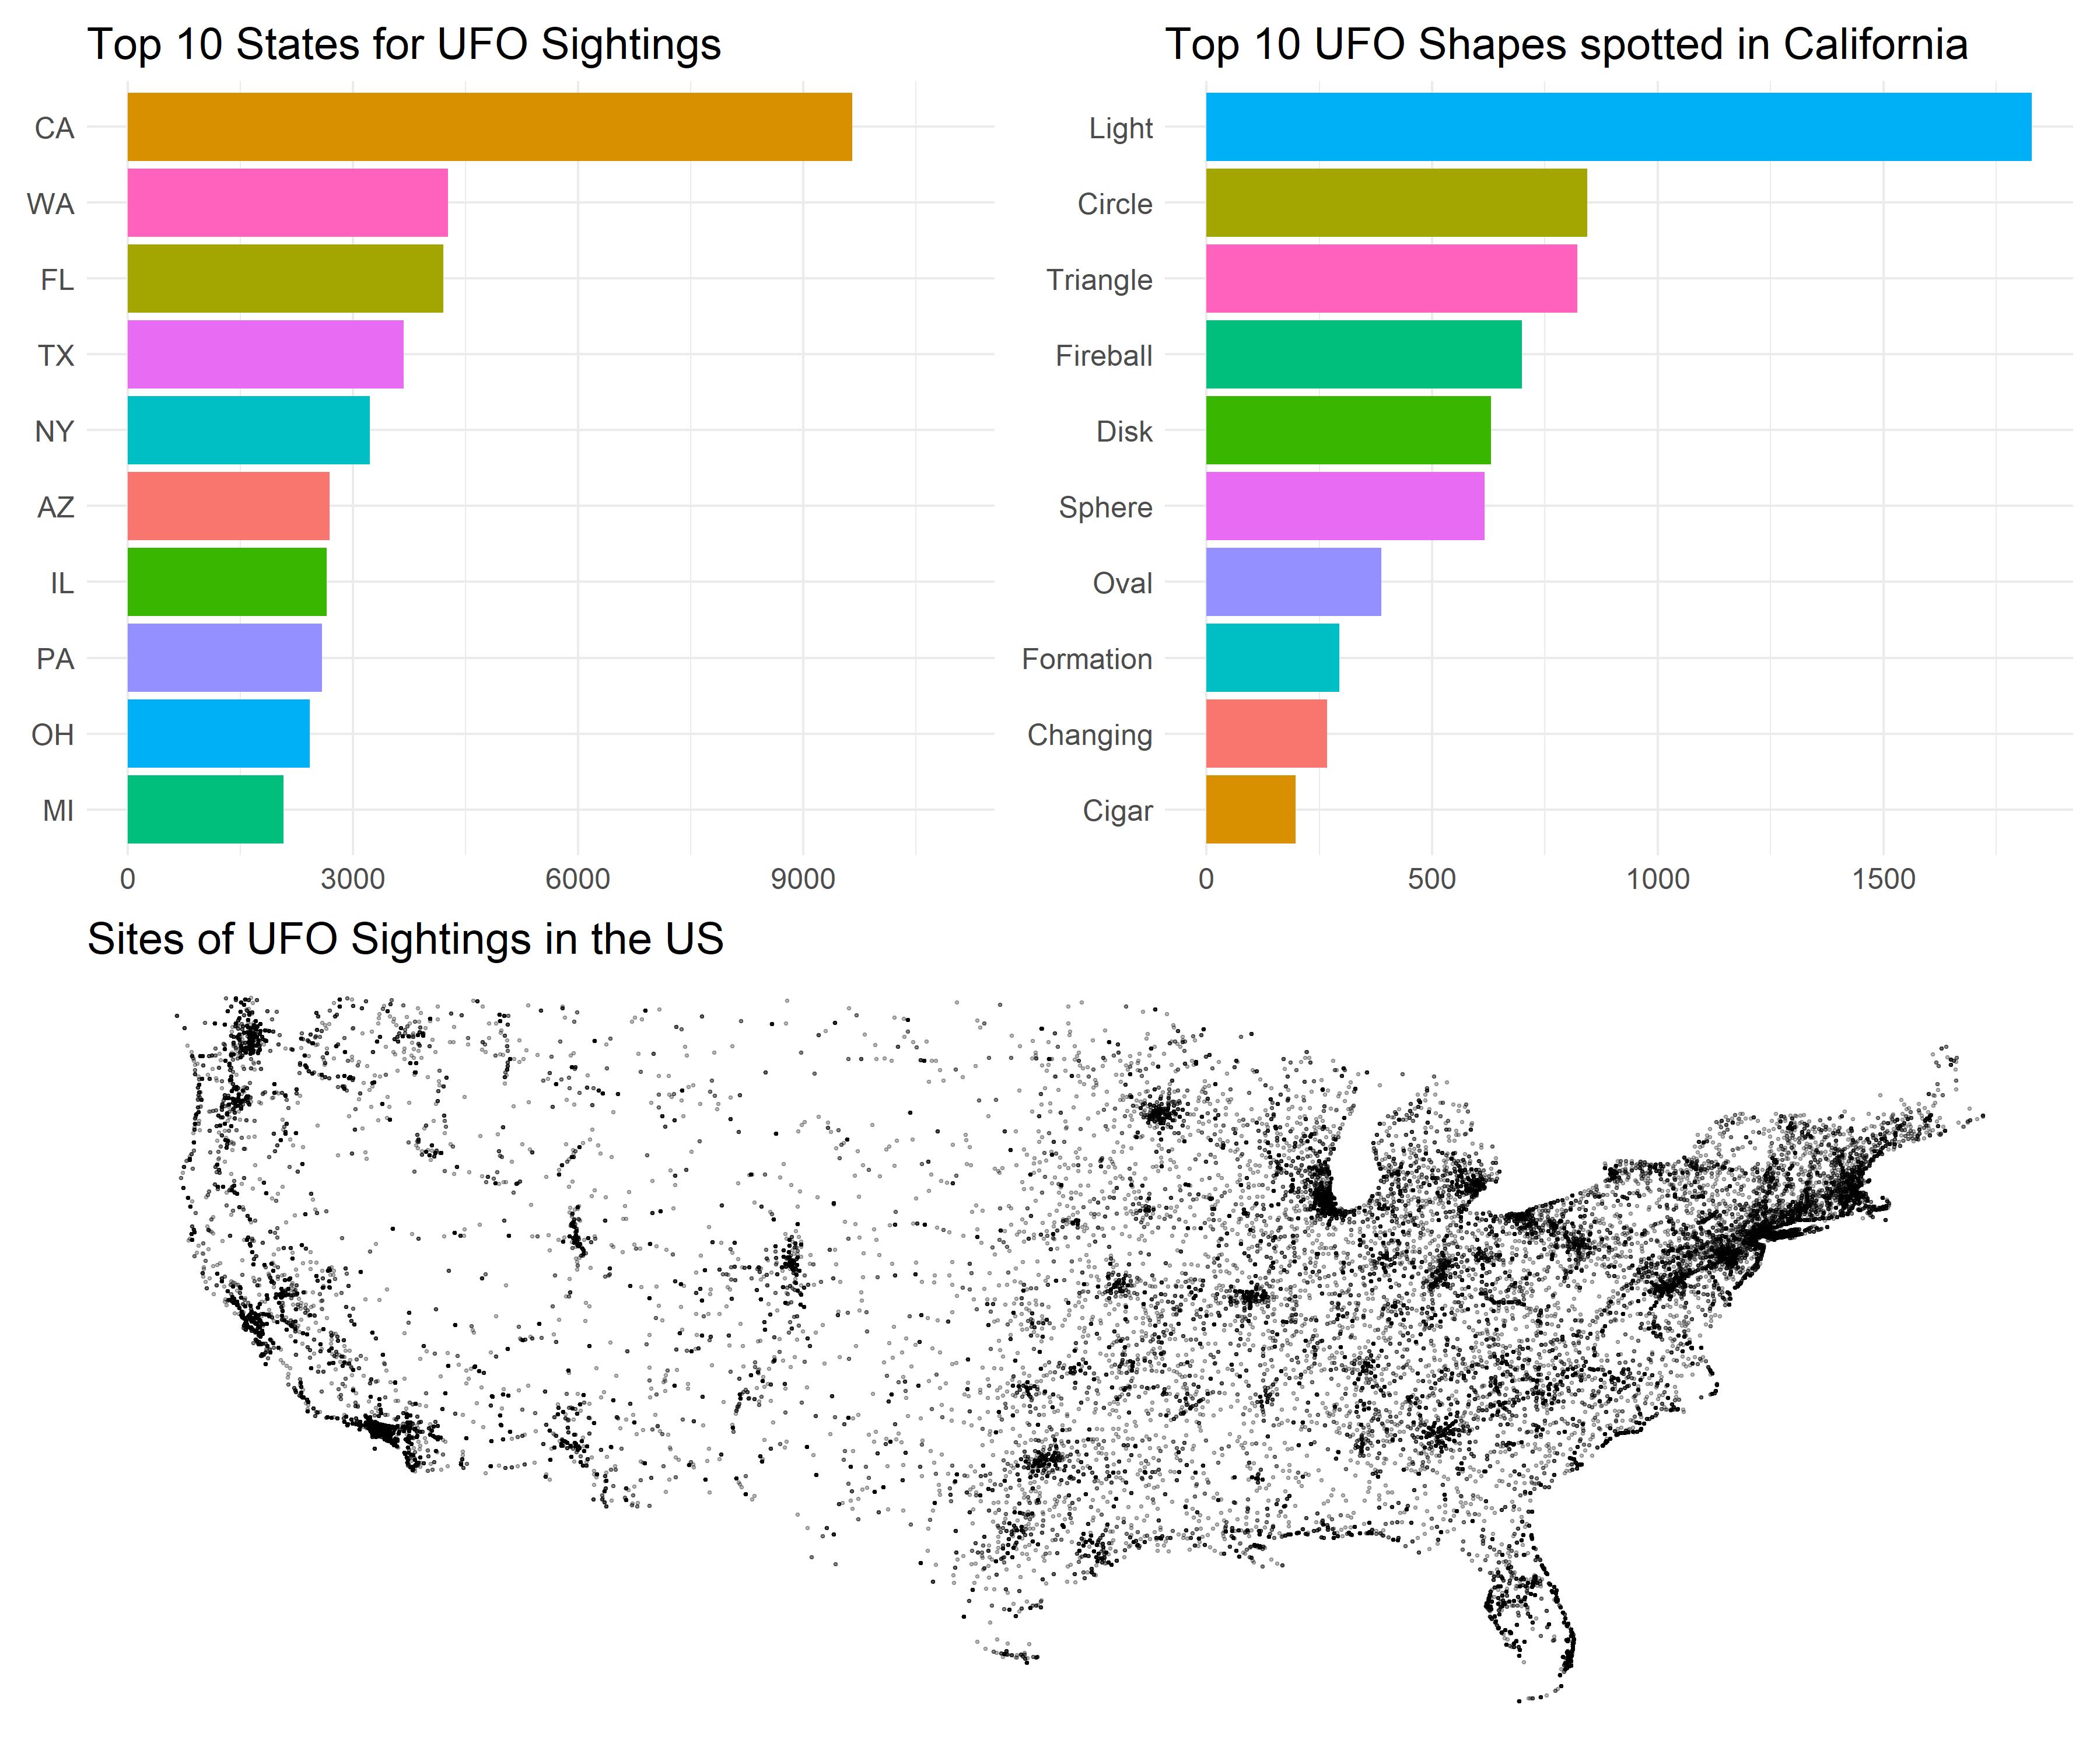 Top 10 States for UFO Sightings
CA
WA
FL
TX
NY
AZ
IL
PA
OH
MI
0 3000 6000 9000
Top 10 UFO Shapes spotted in California
Light
Circle
Triangle
Fireball
Disk
Sphere
Oval
Formation
Changing
Cigar
0 500 1000 1500
Sites of UFO Sightings in the US